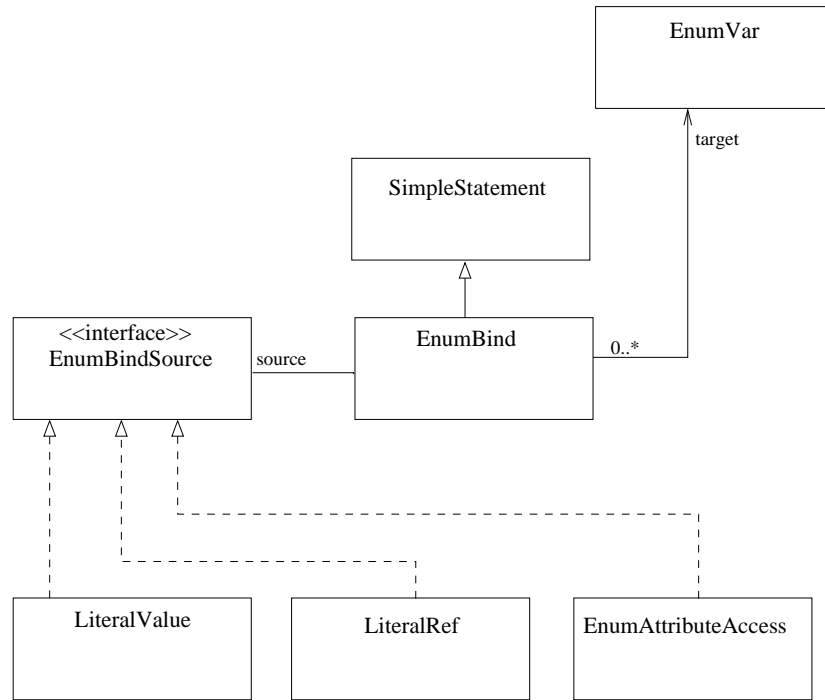 EnumVar
target
SimpleStatement
<<interface>>
EnumBindSource
source
EnumBind
0..*
LiteralValue
LiteralRef
EnumAttributeAccess